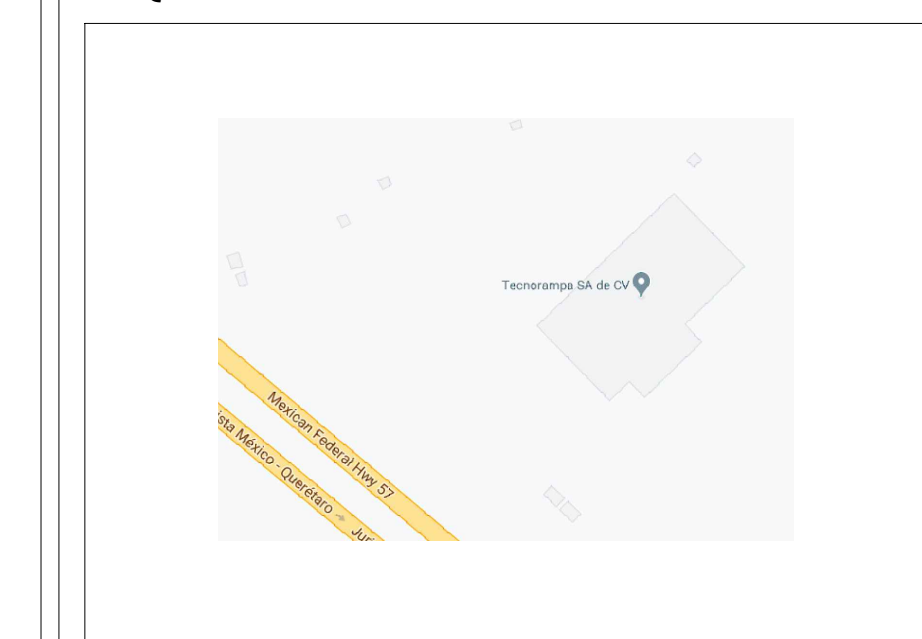 Tecnorampa SA de CV
Mexican Federal Hwy 57
ista México - Querétaro